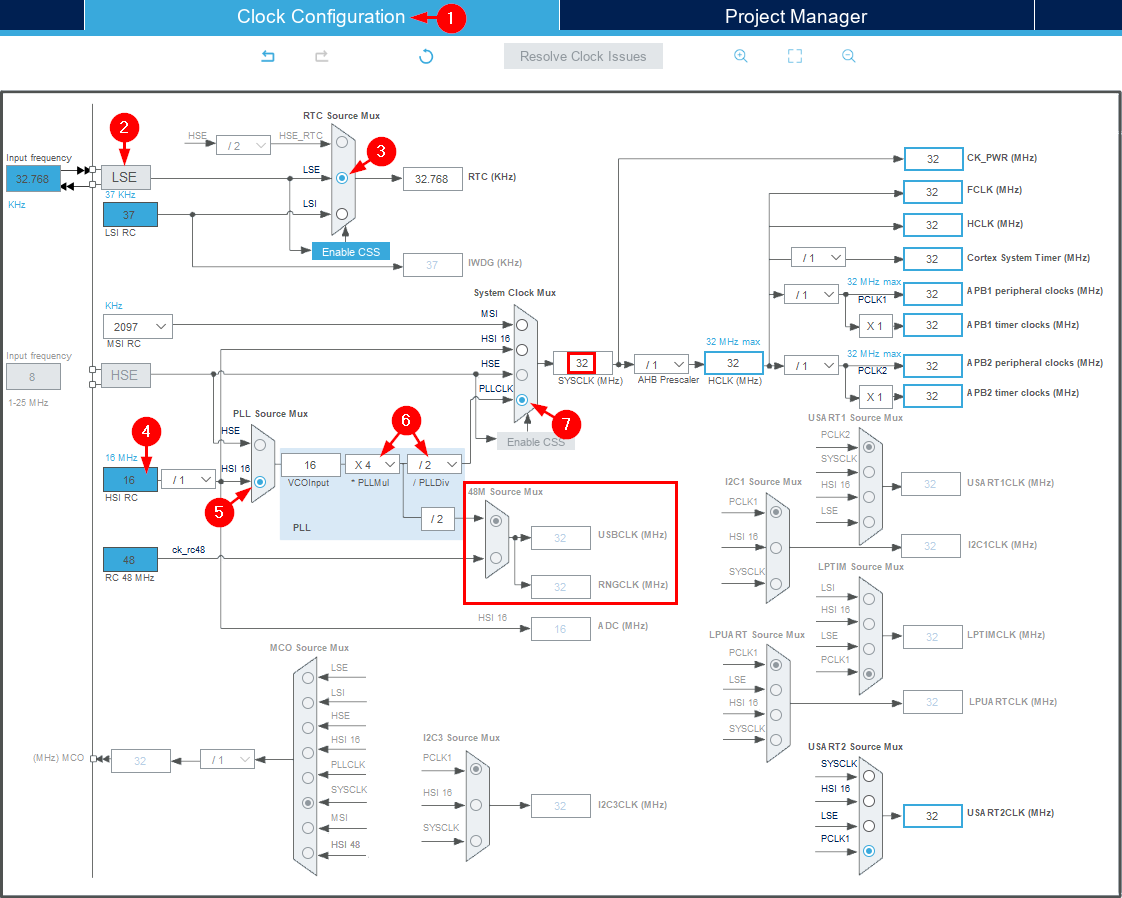 Clock Configuration
1
Project Manager
Resolve Clock Issues
RTC Source Mux
2
HSE
/ 2
HSE_RTC
3
Input frequency
32.768
KHz
LSE
37 KHz
LSE
32.768
RTC (KHz)
37
LSI RC
LSI
Enable CSS
37
IWDG (KHz)
32
CK_PWR (MHz)
32
FCLK (MHz)
32
HCLK (MHz)
/ 1
32
Cortex System Timer (MHz)
32 MHz max
/ 1
PCLK1
32
APB1 peripheral clocks (MHz)
X 1
32
APB1 timer clocks (MHz)
System Clock Mux
KHz
2097
MSI RC
MSI
HSI 16
HSE
PLLCLK
Input frequency
8
1-25 MHz
HSE
32
SYSCLK (MHz)
/ 1
AHB Prescaler
32 MHz max
32
HCLK (MHz)
/ 1
32 MHz max
PCLK2
32
APB2 peripheral clocks (MHz)
X 1
32
APB2 timer clocks (MHz)
7
Enable CSS
PLL Source Mux
4
HSE
16 MHz
16
HSI RC
/ 1
HSI 16
5
6
16
VCOInput
X 4
* PLLMul
/ 2
/ PLLDiv
/ 2
PLL
48
RC 48 MHz
ck_rc48
48M Source Mux
32
USBCLK (MHz)
32
RNGCLK (MHz)
HSI 16
16
ADC (MHz)
USART1 Source Mux
PCLK2
SYSCLK
HSI 16
LSE
32
USART1CLK (MHz)
I2C1 Source Mux
PCLK1
HSI 16
SYSCLK
32
I2C1CLK (MHz)
LPTIM Source Mux
LSI
HSI 16
LSE
PCLK1
32
LPTIMCLK (MHz)
LPUART Source Mux
PCLK1
LSE
HSI 16
SYSCLK
32
LPUARTCLK (MHz)
MCO Source Mux
LSE
LSI
HSE
HSI 16
PLLCLK
SYSCLK
MSI
HSI 48
(MHz) MCO
32
/ 1
I2C3 Source Mux
PCLK1
HSI 16
SYSCLK
32
I2C3CLK (MHz)
USART2 Source Mux
SYSCLK
HSI 16
LSE
PCLK1
32
USART2CLK (MHz)